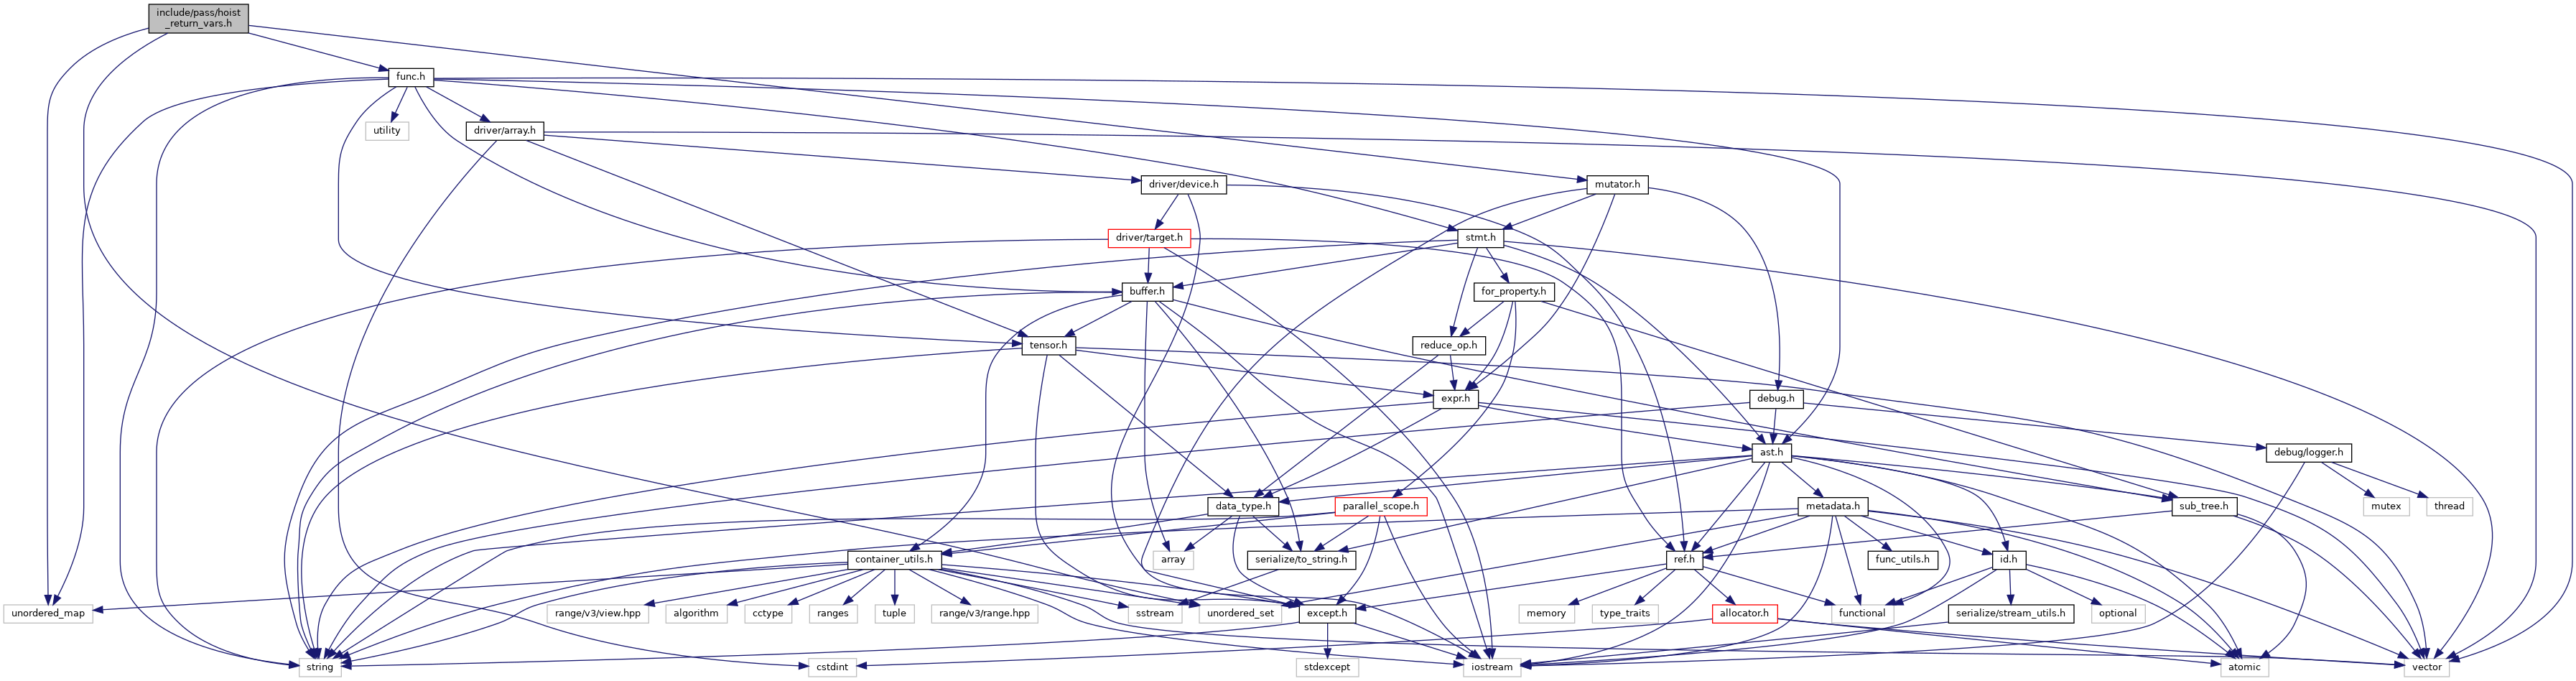 include/pass/hoist
_return_vars.h
func.h
utility
driver/array.h
driver/device.h
mutator.h
driver/target.h
stmt.h
buffer.h
for_property.h
tensor.h
reduce_op.h
expr.h
debug.h
ast.h
debug/logger.h
data_type.h
parallel_scope.h
metadata.h
sub_tree.h
mutex
thread
container_utils.h
array
serialize/to_string.h
ref.h
func_utils.h
id.h
unordered_map
range/v3/view.hpp
algorithm
cctype
ranges
tuple
range/v3/range.hpp
sstream
unordered_set
except.h
memory
type_traits
allocator.h
functional
serialize/stream_utils.h
optional
string
cstdint
stdexcept
iostream
atomic
vector